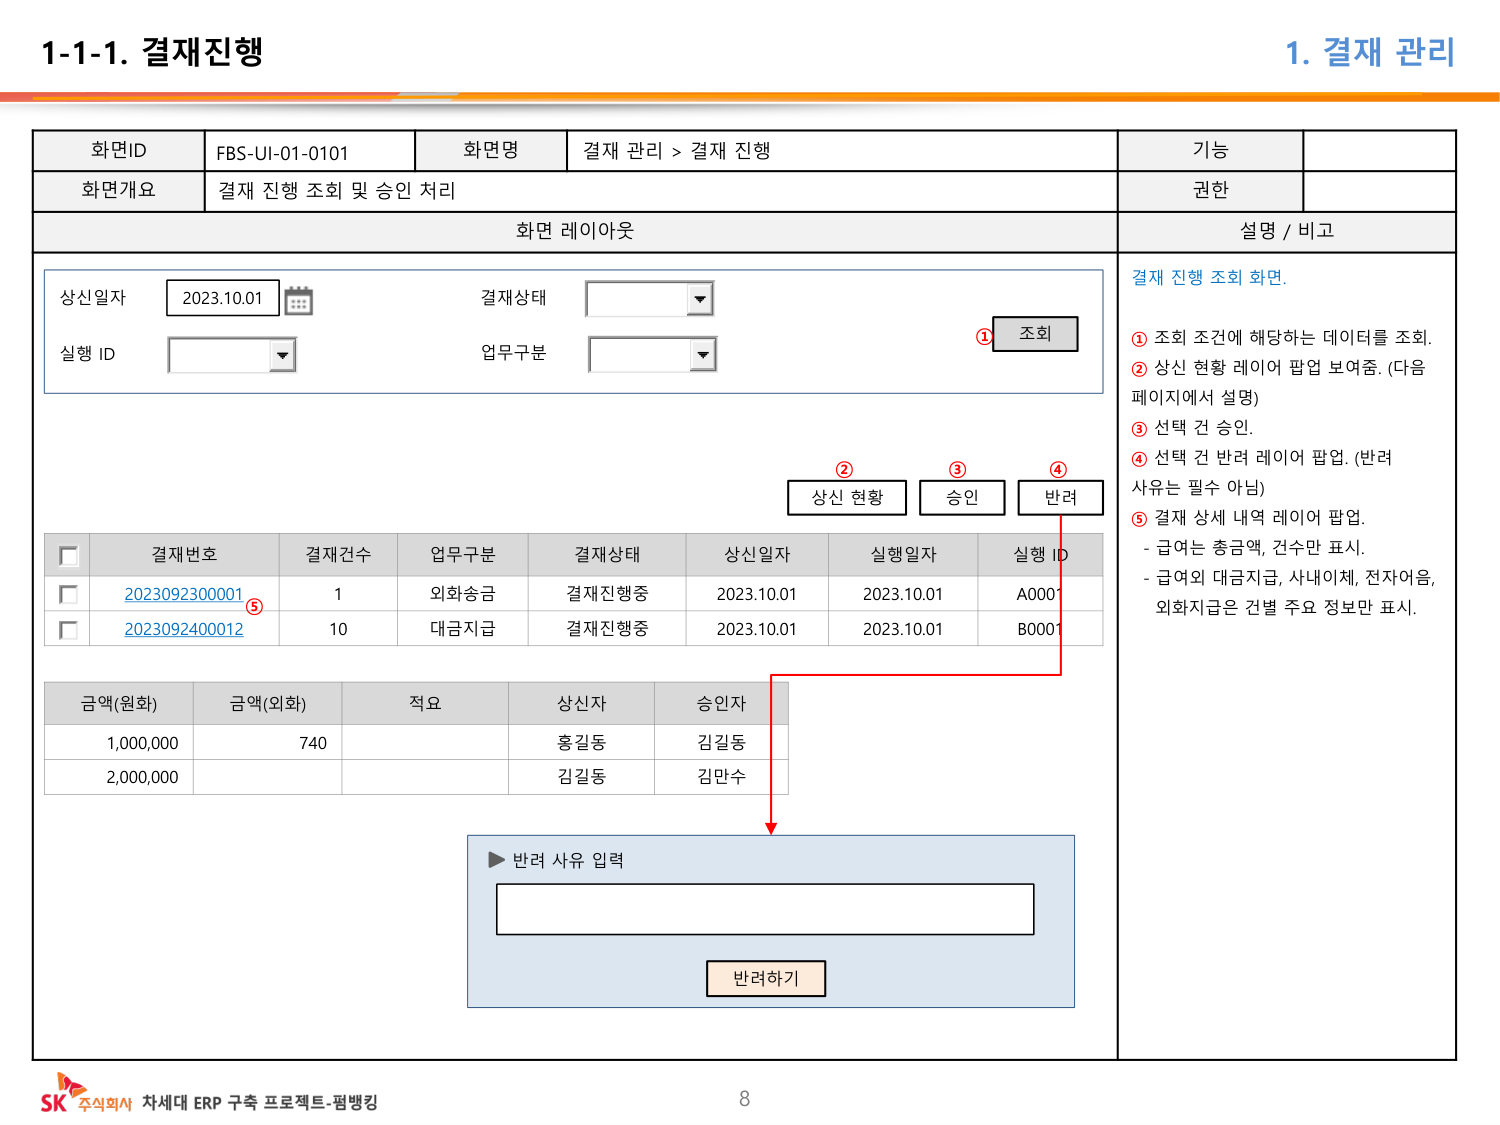 1-1-1. 결재진행
1. 결재 관리
화면ID FBS-UI-01-0101 화면명 결재 관리 > 결재 진행 기능
화면개요 결재 진행 조회 및 승인 처리 권한
화면 레이아웃 설명 / 비고
상신일자 2023.10.01 결재상태
실행 ID 업무구분
① 조회
② ③ ④
상신 현황 승인 반려
결재번호 결재건수 업무구분 결재상태 상신일자 실행일자 실행 ID
2023092300001 ⑤ 1 외화송금 결재진행중 2023.10.01 2023.10.01 A0001
2023092400012 10 대금지급 결재진행중 2023.10.01 2023.10.01 B0001
금액(원화) 금액(외화) 적요 상신자 승인자
1,000,000 740 홍길동 김길동
2,000,000 김길동 김만수
▶ 반려 사유 입력
반려하기
결재 진행 조회 화면.
① 조회 조건에 해당하는 데이터를 조회.
② 상신 현황 레이어 팝업 보여줌. (다음
페이지에서 설명)
③ 선택 건 승인.
④ 선택 건 반려 레이어 팝업. (반려
사유는 필수 아님)
⑤ 결재 상세 내역 레이어 팝업.
- 급여는 총금액, 건수만 표시.
- 급여외 대금지급, 사내이체, 전자어음,
외화지급은 건별 주요 정보만 표시.
SK 주식회사 차세대 ERP 구축 프로젝트-펌뱅킹
8